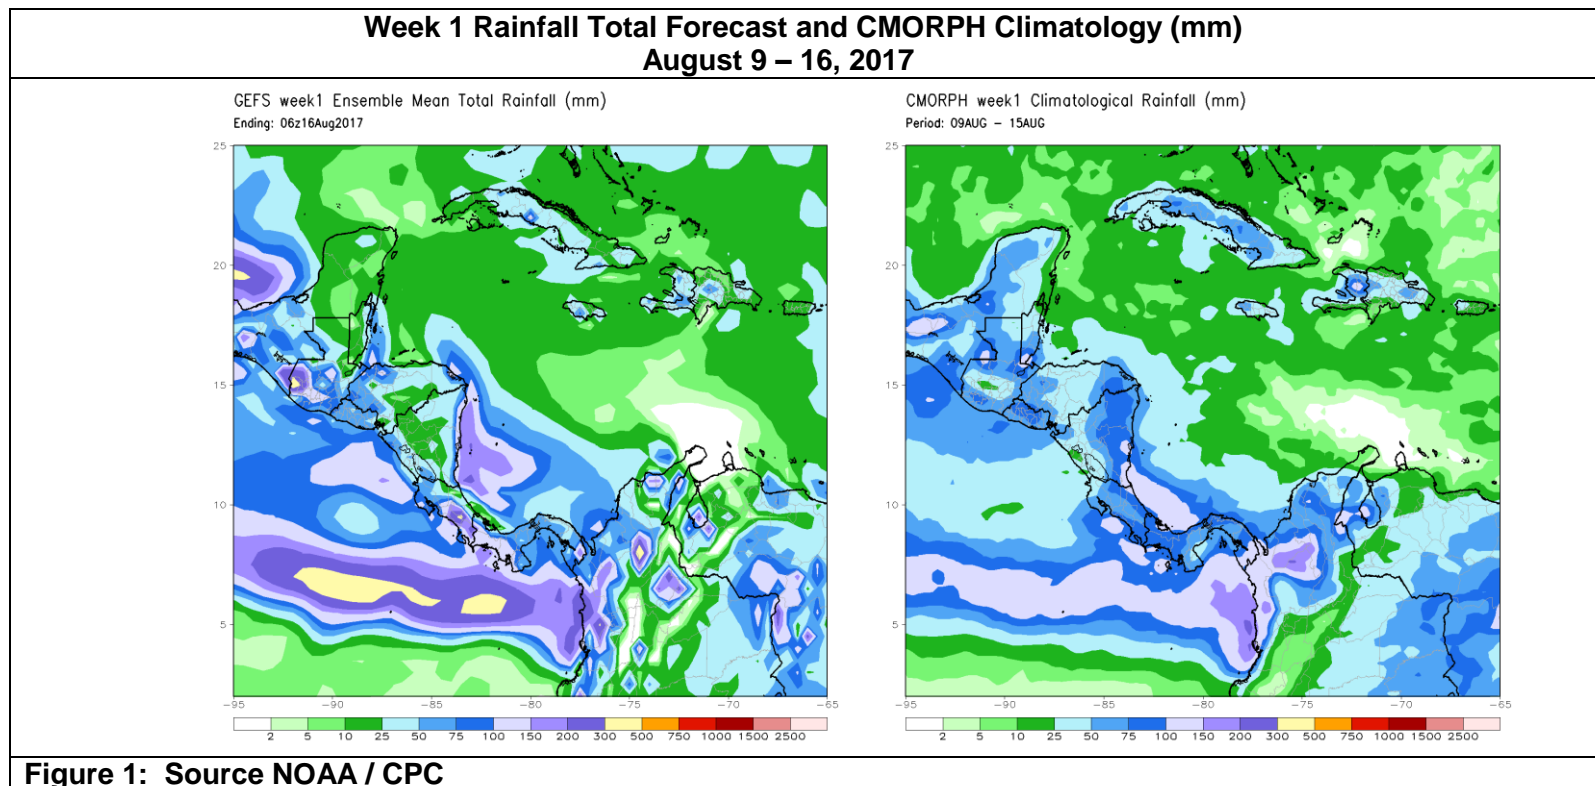 Week 1 Rainfall Total Forecast and CMORPH Climatology (mm)
August 9 – 16, 2017
GEFS week1 Ensemble Mean Total Rainfall (mm)
Ending: 06z16Aug2017
25
20
15
10
5
-95 -90 -85 -80 -75 -70 -65
2 5 10 25 50 75 100 150 200 300 500 750 1000 1500 2500
CMORPH week1 Climatological Rainfall (mm)
Period: 09AUG – 15AUG
25
20
15
10
5
-95 -90 -85 -80 -75 -70 -65
2 5 10 25 50 75 100 150 200 300 500 750 1000 1500 2500
Figure 1: Source NOAA / CPC